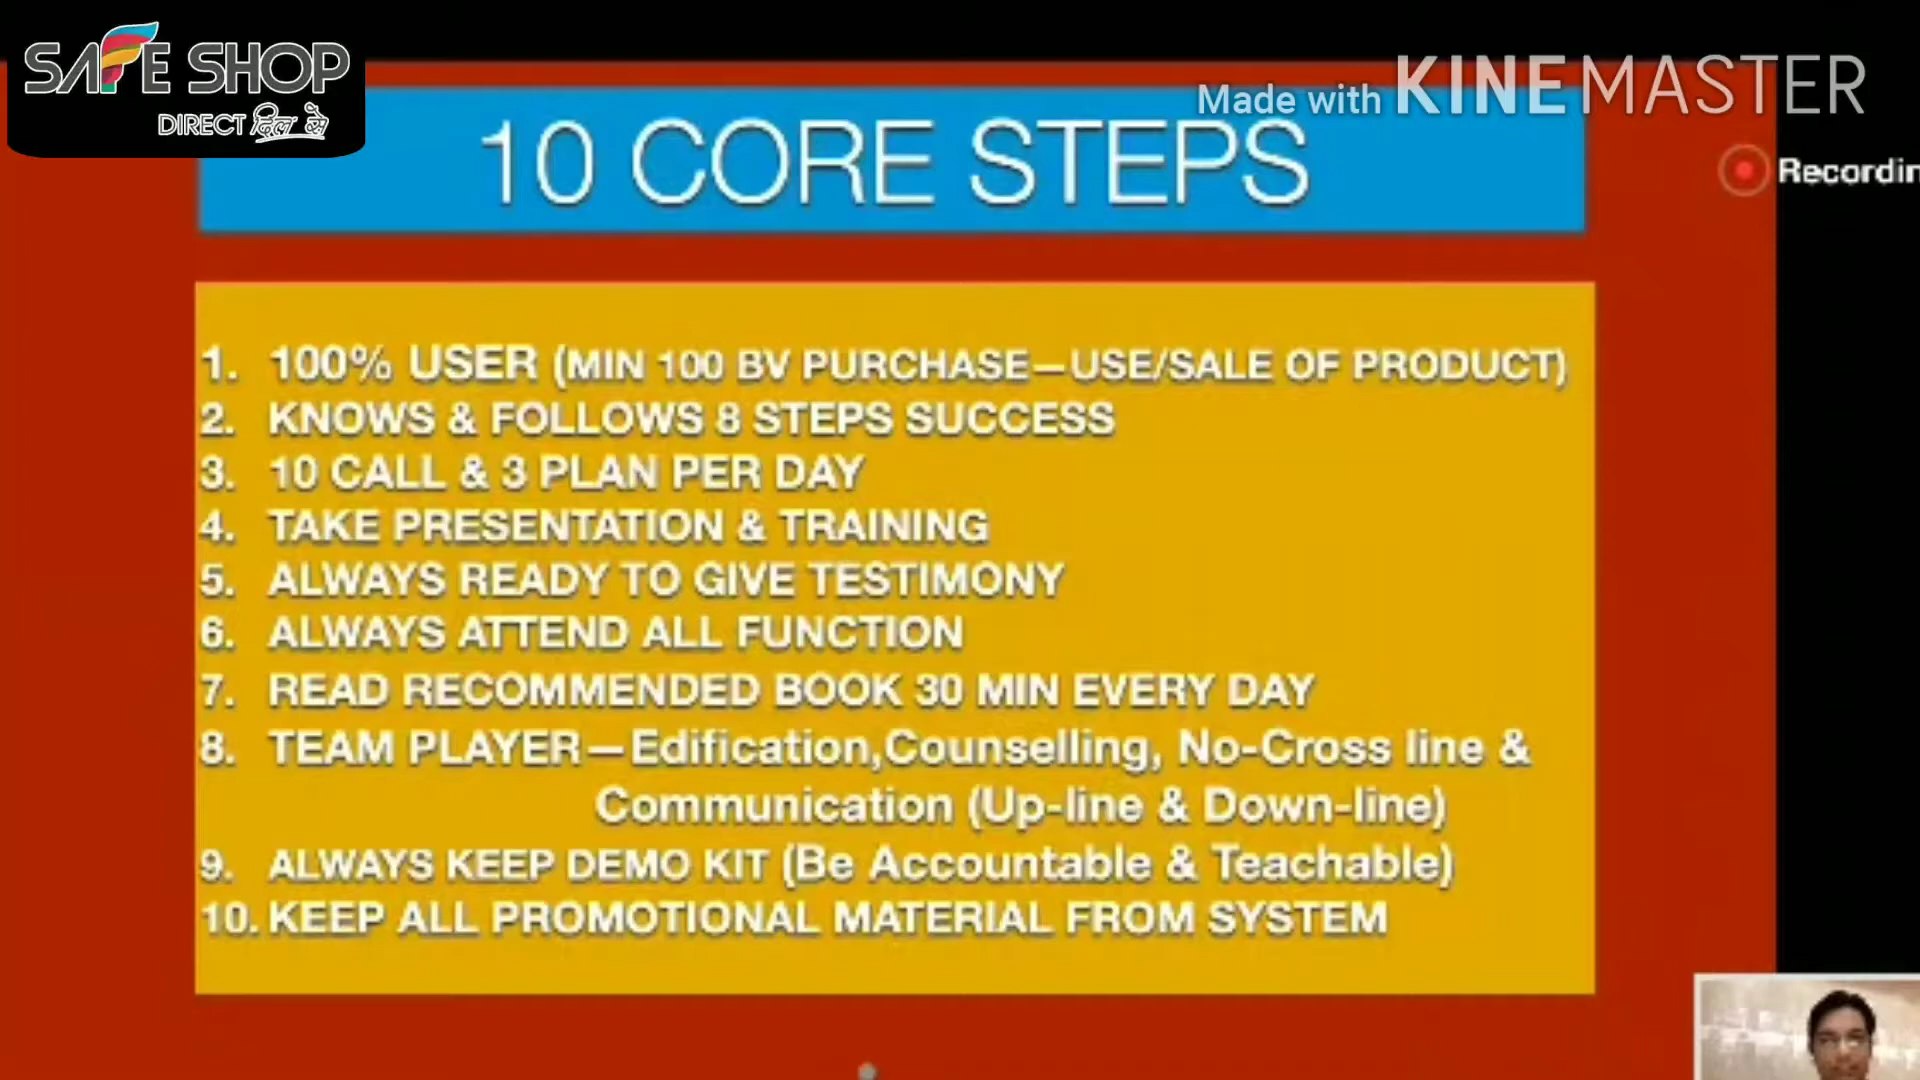 SAFE SHOP
DIRECT दिल से
Made with KINEMASTER
Recordin
10 CORE STEPS
1. 100% USER (MIN 100 BV PURCHASE—USE/SALE OF PRODUCT)
2. KNOWS & FOLLOWS 8 STEPS SUCCESS
3. 10 CALL & 3 PLAN PER DAY
4. TAKE PRESENTATION & TRAINING
5. ALWAYS READY TO GIVE TESTIMONY
6. ALWAYS ATTEND ALL FUNCTION
7. READ RECOMMENDED BOOK 30 MIN EVERY DAY
8. TEAM PLAYER—Edification,Counselling, No-Cross line &
Communication (Up-line & Down-line)
9. ALWAYS KEEP DEMO KIT (Be Accountable & Teachable)
10. KEEP ALL PROMOTIONAL MATERIAL FROM SYSTEM